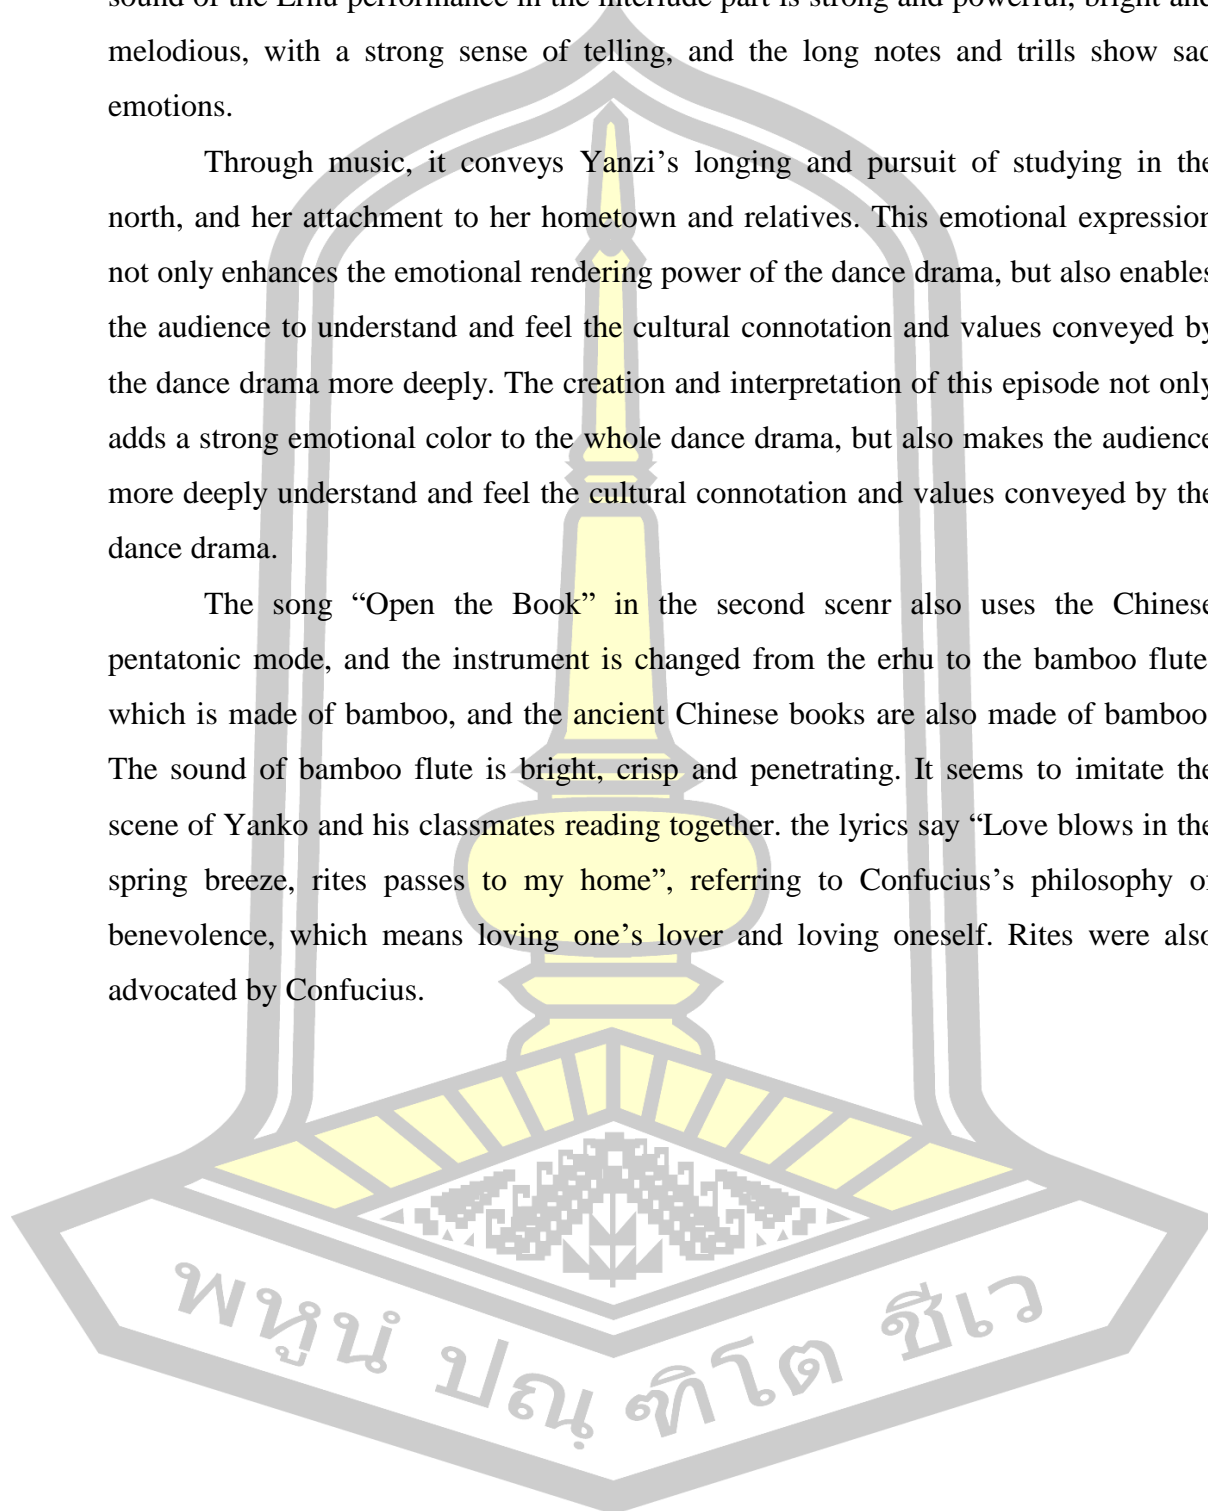 sound of the Erhu performance in the interlude part is strong and powerful, bright and
melodious, with a strong sense of telling, and the long notes and trills show sad
emotions.
Through music, it conveys Yanzi’s longing and pursuit of studying in the
north, and her attachment to her hometown and relatives. This emotional expression
not only enhances the emotional rendering power of the dance drama, but also enables
the audience to understand and feel the cultural connotation and values conveyed by
the dance drama more deeply. The creation and interpretation of this episode not only
adds a strong emotional color to the whole dance drama, but also makes the audience
more deeply understand and feel the cultural connotation and values conveyed by the
dance drama.
The song “Open the Book” in the second scenr also uses the Chinese
pentatonic mode, and the instrument is changed from the erhu to the bamboo flute
which is made of bamboo, and the ancient Chinese books are also made of bamboo
The sound of bamboo flute is bright, crisp and penetrating. It seems to imitate the
scene of Yanko and his classmates reading together. the lyrics say “Love blows in the
spring breeze, rites passes to my home”, referring to Confucius’s philosophy of
benevolence, which means loving one’s lover and loving oneself. Rites were also
advocated by Confucius.
พหูนํ ปณฺฑิโต ชีเว